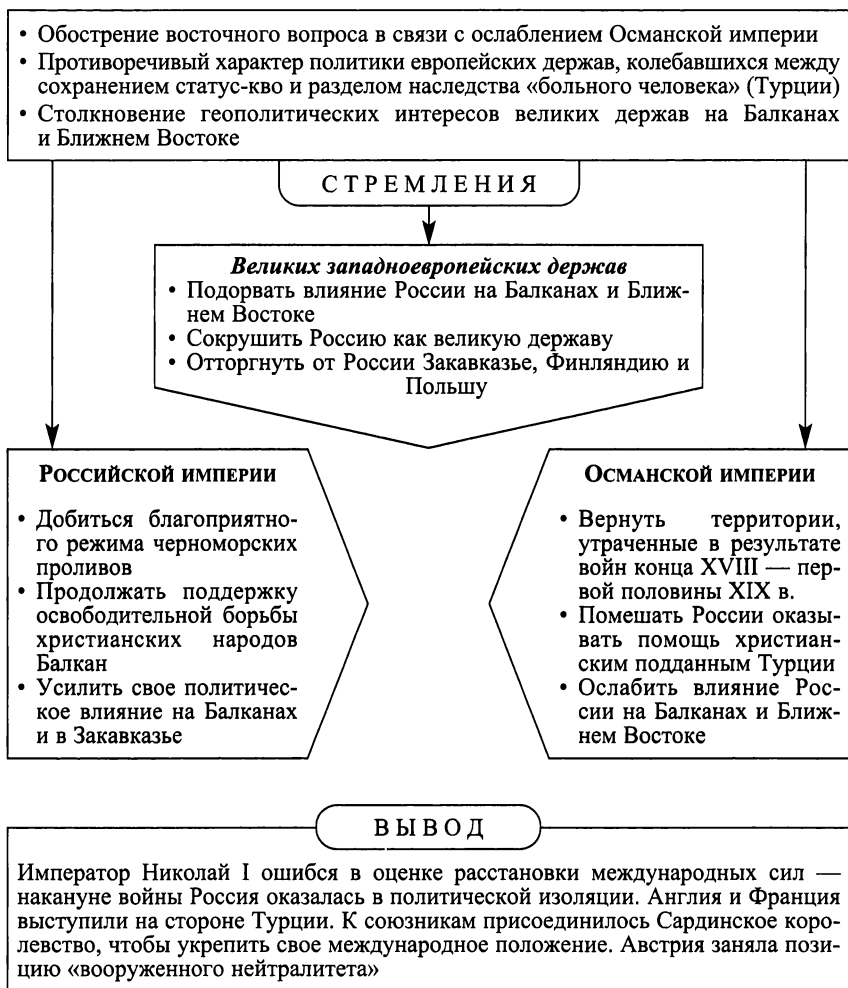 • Обострение восточного вопроса в связи с ослаблением Османской империи
• Противоречивый характер политики европейских держав, колебавшихся между
сохранением статус-кво и разделом наследства «больного человека» (Турции)
• Столкновение геополитических интересов великих держав на Балканах
и Ближнем Востоке
СТРЕМЛЕНИЯ
Великих западноевропейских держав
• Подорвать влияние России на Балканах и Ближ-
нем Востоке
• Сокрушить Россию как великую державу
• Отторгнуть от России Закавказье, Финляндию и
Польшу
РОССИЙСКОЙ ИМПЕРИИ
• Добиться благоприятно-
го режима черноморских
проливов
• Продолжать поддержку
освободительной борьбы
христианских народов
Балкан
• Усилить свое политичес-
кое влияние на Балканах
и в Закавказье
ОСМАНСКОЙ ИМПЕРИИ
• Вернуть территории,
утраченные в результате
войн конца XVIII — пер-
вой половины XIX в.
• Помешать России оказы-
вать помощь христиан-
ским подданным Турции
• Ослабить влияние Рос-
сии на Балканах и Ближ-
нем Востоке
ВЫВОД
Император Николай I ошибся в оценке расстановки международных сил —
накануне войны Россия оказалась в политической изоляции. Англия и Франция
выступили на стороне Турции. К союзникам присоединилось Сардинское коро-
левство, чтобы укрепить свое международное положение. Австрия заняла пози-
цию «вооруженного нейтралитета»